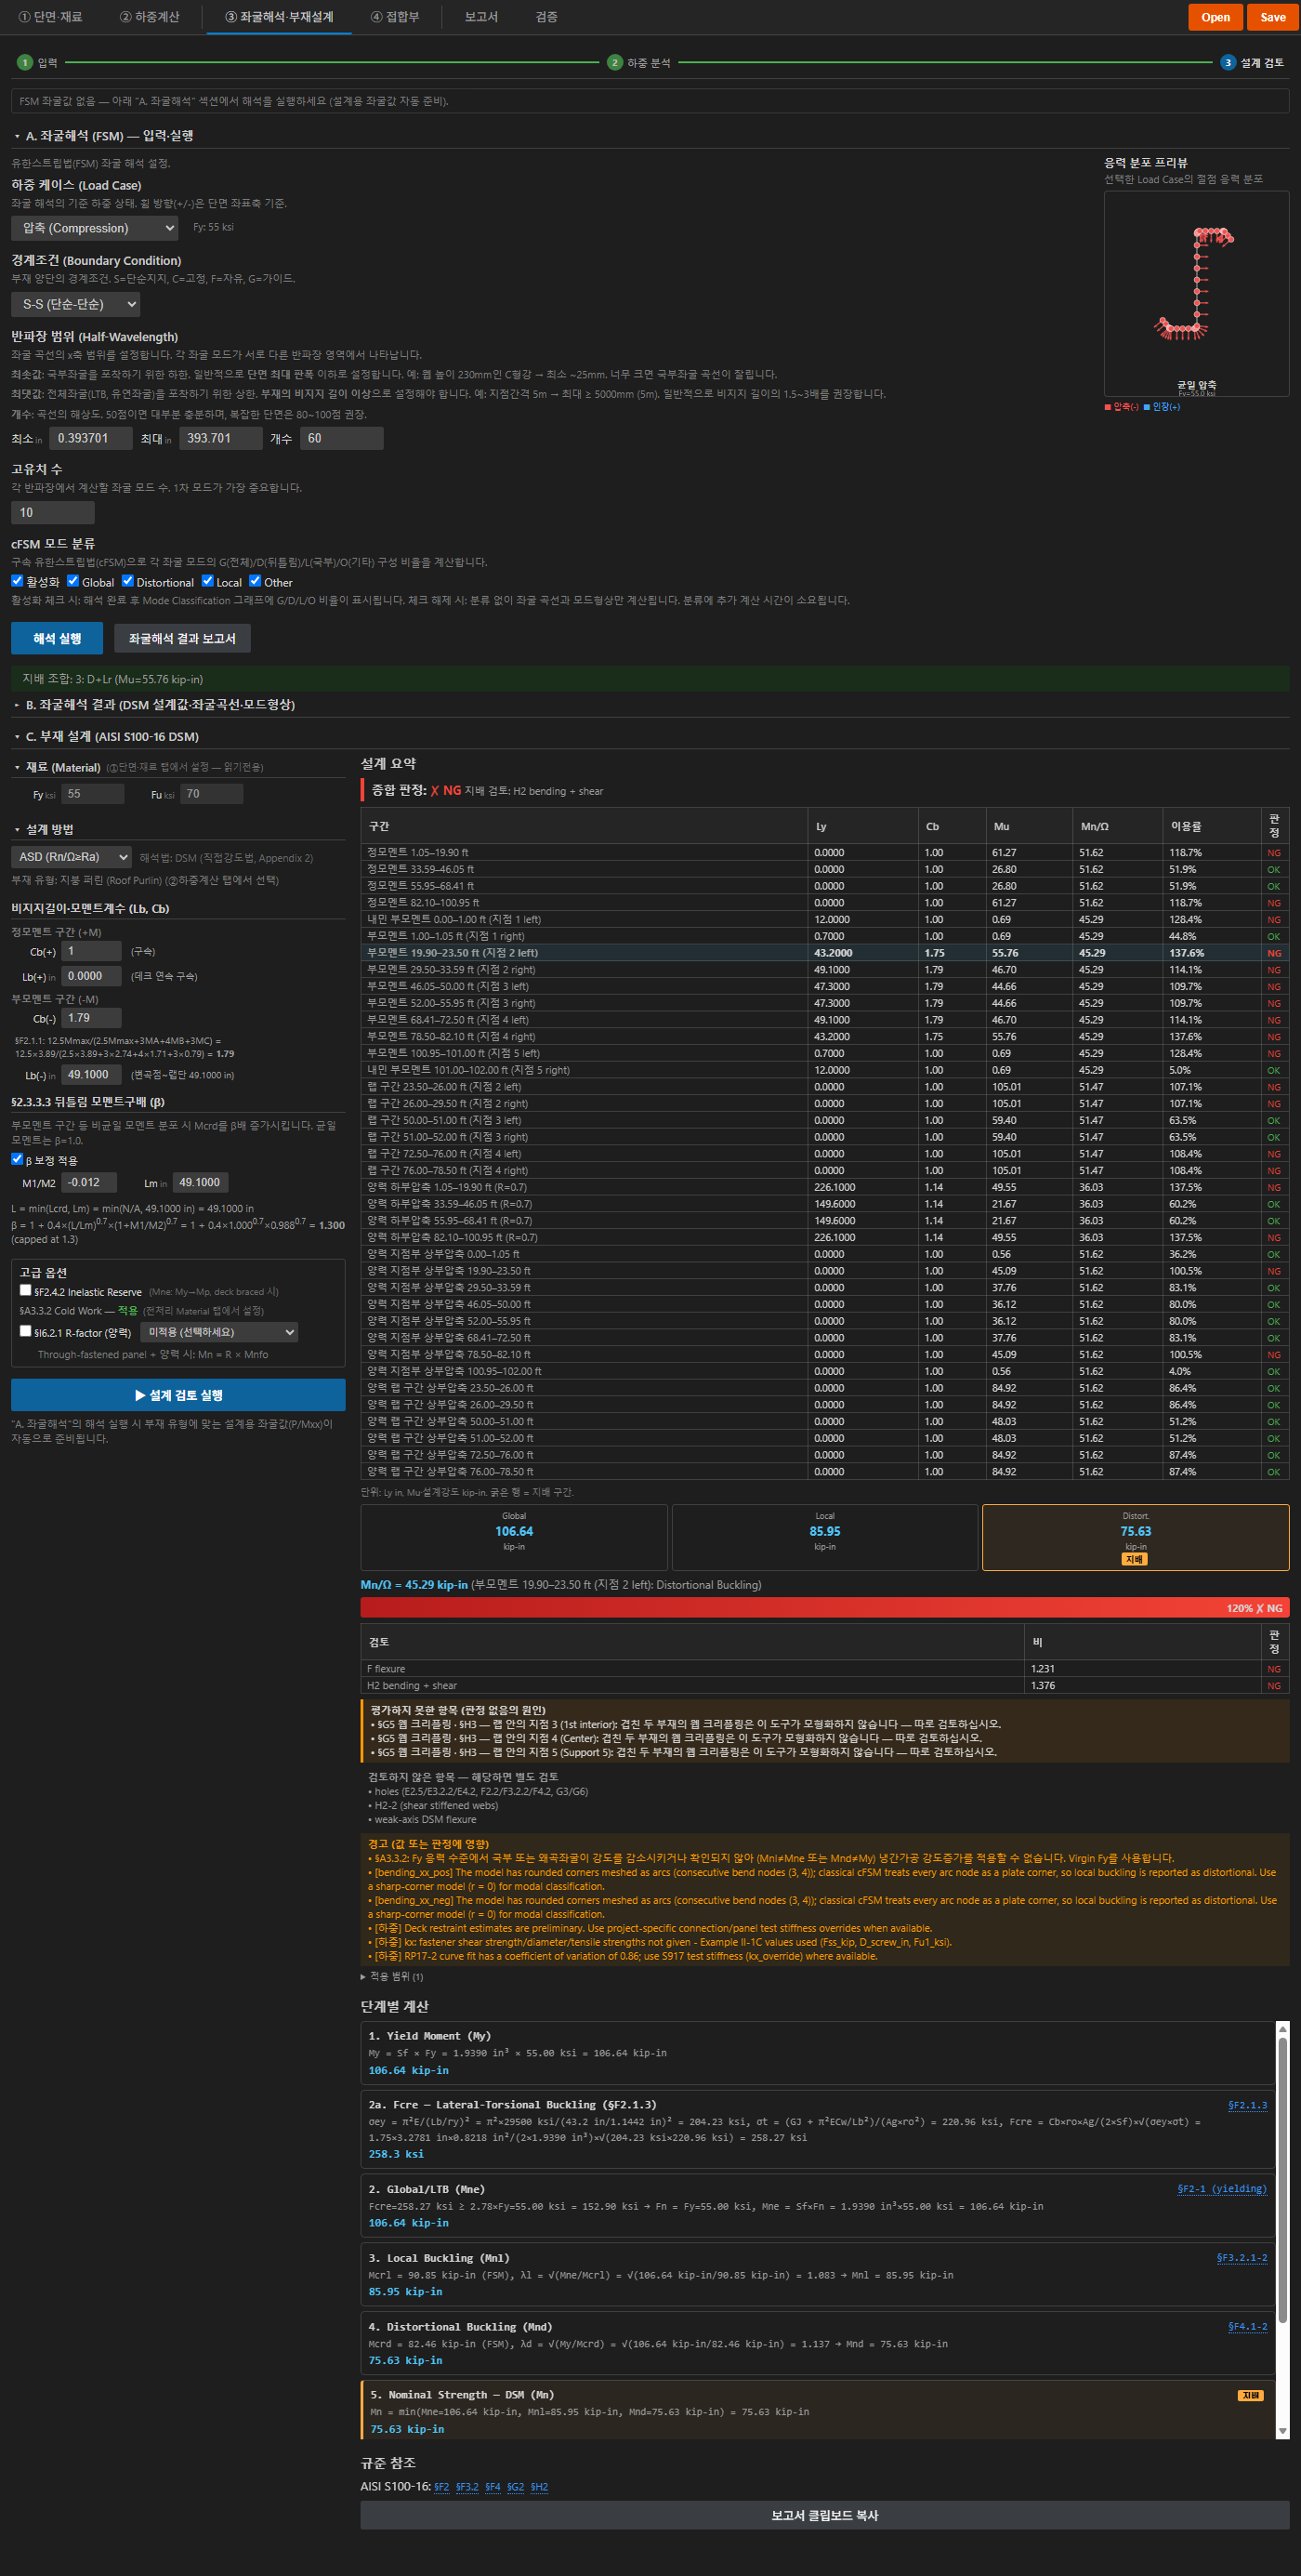 ① 단면·재료 ② 하중계산 ③ 좌굴해석·부재설계 ④ 접합부 보고서 검증 Open Save
1 입력 2 하중 분석 3 설계 검토
FSM 좌굴값 없음 — 아래 "A. 좌굴해석" 섹션에서 해석을 실행하세요 (설계용 좌굴값 자동 준비).
▾ A. 좌굴해석 (FSM) — 입력·실행
유한스트립법(FSM) 좌굴 해석 설정.
하중 케이스 (Load Case)
좌굴 해석의 기준 하중 상태. 휨 방향(+/-)은 단면 좌표축 기준.
압축 (Compression) Fy: 55 ksi
경계조건 (Boundary Condition)
부재 양단의 경계조건. S=단순지지, C=고정, F=자유, G=가이드.
S-S (단순-단순)
반파장 범위 (Half-Wavelength)
좌굴 곡선의 x축 범위를 설정합니다. 각 좌굴 모드가 서로 다른 반파장 영역에서 나타납니다.
최솟값: 국부좌굴을 포착하기 위한 하한. 일반적으로 단면 최대 판폭 이하로 설정합니다. 예: 웹 높이 230mm인 C형강 → 최소 ~25mm. 너무 크면 국부좌굴 곡선이 잘립니다.
최댓값: 전체좌굴(LTB, 유연좌굴)을 포착하기 위한 상한. 부재의 비지지 길이 이상으로 설정해야 합니다. 예: 지점간격 5m → 최대 ≥ 5000mm (5m). 일반적으로 비지지 길이의 1.5~3배를 권장합니다.
개수: 곡선의 해상도. 50점이면 대부분 충분하며, 복잡한 단면은 80~100점 권장.
최소 in 0.393701 최대 in 393.701 개수 60
고유치 수
각 반파장에서 계산할 좌굴 모드 수. 1차 모드가 가장 중요합니다.
10
cFSM 모드 분류
구속 유한스트립법(cFSM)으로 각 좌굴 모드의 G(전체)/D(뒤틀림)/L(국부)/O(기타) 구성 비율을 계산합니다.
활성화 Global Distortional Local Other
활성화 체크 시: 해석 완료 후 Mode Classification 그래프에 G/D/L/O 비율이 표시됩니다. 체크 해제 시: 분류 없이 좌굴 곡선과 모드형상만 계산됩니다. 분류에 추가 계산 시간이 소요됩니다.
해석 실행 좌굴해석 결과 보고서
응력 분포 프리뷰
선택한 Load Case의 절점 응력 분포
균일 압축
Fy=55.0 ksi
■ 압축(-) ■ 인장(+)
지배 조합: 3: D+Lr (Mu=55.76 kip-in)
▸ B. 좌굴해석 결과 (DSM 설계값·좌굴곡선·모드형상)
▾ C. 부재 설계 (AISI S100-16 DSM)
▾ 재료 (Material) (①단면·재료 탭에서 설정 — 읽기전용)
Fy ksi 55 Fu ksi 70
▾ 설계 방법
ASD (Rn/Ω≥Ra) 해석법: DSM (직접강도법, Appendix 2)
부재 유형: 지붕 퍼린 (Roof Purlin) (②하중계산 탭에서 선택)
비지지길이·모멘트계수 (Lb, Cb)
정모멘트 구간 (+M)
Cb(+) 1 (구속)
Lb(+) in 0.0000 (데크 연속 구속)
부모멘트 구간 (-M)
Cb(-) 1.79
§F2.1.1: 12.5Mmax/(2.5Mmax+3MA+4MB+3MC) =
12.5×3.89/(2.5×3.89+3×2.74+4×1.71+3×0.79) = 1.79
Lb(-) in 49.1000 (변곡점~랩단 49.1000 in)
§2.3.3.3 뒤틀림 모멘트구배 (β)
부모멘트 구간 등 비균일 모멘트 분포 시 Mcrd를 β배 증가시킵니다. 균일
모멘트는 β=1.0.
β 보정 적용
M1/M2 -0.012 Lm in 49.1000
L = min(Lcrd, Lm) = min(N/A, 49.1000 in) = 49.1000 in
β = 1 + 0.4×(L/Lm)0.7×(1+M1/M2)0.7 = 1 + 0.4×1.0000.7×0.9880.7 = 1.300
(capped at 1.3)
고급 옵션
§F2.4.2 Inelastic Reserve (Mne: My→Mp, deck braced 시)
§A3.3.2 Cold Work — 적용 (전처리 Material 탭에서 설정)
§I6.2.1 R-factor (양력) 미적용 (선택하세요)
Through-fastened panel + 양력 시: Mn = R × Mnfo
▶ 설계 검토 실행
"A. 좌굴해석"의 해석 실행 시 부재 유형에 맞는 설계용 좌굴값(P/Mxx)이
자동으로 준비됩니다.
설계 요약
종합 판정: ✗ NG 지배 검토: H2 bending + shear
구간 Ly Cb Mu Mn/Ω 이용률 판정
정모멘트 1.05–19.90 ft 0.0000 1.00 61.27 51.62 118.7% NG
정모멘트 33.59–46.05 ft 0.0000 1.00 26.80 51.62 51.9% OK
정모멘트 55.95–68.41 ft 0.0000 1.00 26.80 51.62 51.9% OK
정모멘트 82.10–100.95 ft 0.0000 1.00 61.27 51.62 118.7% NG
내민 부모멘트 0.00–1.00 ft (지점 1 left) 12.0000 1.00 0.69 45.29 128.4% NG
부모멘트 1.00–1.05 ft (지점 1 right) 0.7000 1.00 0.69 45.29 44.8% OK
부모멘트 19.90–23.50 ft (지점 2 left) 43.2000 1.75 55.76 45.29 137.6% NG
부모멘트 29.50–33.59 ft (지점 2 right) 49.1000 1.79 46.70 45.29 114.1% NG
부모멘트 46.05–50.00 ft (지점 3 left) 47.3000 1.79 44.66 45.29 109.7% NG
부모멘트 52.00–55.95 ft (지점 3 right) 47.3000 1.79 44.66 45.29 109.7% NG
부모멘트 68.41–72.50 ft (지점 4 left) 49.1000 1.79 46.70 45.29 114.1% NG
부모멘트 78.50–82.10 ft (지점 4 right) 43.2000 1.75 55.76 45.29 137.6% NG
부모멘트 100.95–101.00 ft (지점 5 left) 0.7000 1.00 0.69 45.29 128.4% NG
내민 부모멘트 101.00–102.00 ft (지점 5 right) 12.0000 1.00 0.69 45.29 5.0% OK
랩 구간 23.50–26.00 ft (지점 2 left) 0.0000 1.00 105.01 51.47 107.1% NG
랩 구간 26.00–29.50 ft (지점 2 right) 0.0000 1.00 105.01 51.47 107.1% NG
랩 구간 50.00–51.00 ft (지점 3 left) 0.0000 1.00 59.40 51.47 63.5% OK
랩 구간 51.00–52.00 ft (지점 3 right) 0.0000 1.00 59.40 51.47 63.5% OK
랩 구간 72.50–76.00 ft (지점 4 left) 0.0000 1.00 105.01 51.47 108.4% NG
랩 구간 76.00–78.50 ft (지점 4 right) 0.0000 1.00 105.01 51.47 108.4% NG
양력 하부압축 1.05–19.90 ft (R=0.7) 226.1000 1.14 49.55 36.03 137.5% NG
양력 하부압축 33.59–46.05 ft (R=0.7) 149.6000 1.14 21.67 36.03 60.2% OK
양력 하부압축 55.95–68.41 ft (R=0.7) 149.6000 1.14 21.67 36.03 60.2% OK
양력 하부압축 82.10–100.95 ft (R=0.7) 226.1000 1.14 49.55 36.03 137.5% NG
양력 지점부 상부압축 0.00–1.05 ft 0.0000 1.00 0.56 51.62 36.2% OK
양력 지점부 상부압축 19.90–23.50 ft 0.0000 1.00 45.09 51.62 100.5% NG
양력 지점부 상부압축 29.50–33.59 ft 0.0000 1.00 37.76 51.62 83.1% OK
양력 지점부 상부압축 46.05–50.00 ft 0.0000 1.00 36.12 51.62 80.0% OK
양력 지점부 상부압축 52.00–55.95 ft 0.0000 1.00 36.12 51.62 80.0% OK
양력 지점부 상부압축 68.41–72.50 ft 0.0000 1.00 37.76 51.62 83.1% OK
양력 지점부 상부압축 78.50–82.10 ft 0.0000 1.00 45.09 51.62 100.5% NG
양력 지점부 상부압축 100.95–102.00 ft 0.0000 1.00 0.56 51.62 4.0% OK
양력 랩 구간 상부압축 23.50–26.00 ft 0.0000 1.00 84.92 51.62 86.4% OK
양력 랩 구간 상부압축 26.00–29.50 ft 0.0000 1.00 84.92 51.62 86.4% OK
양력 랩 구간 상부압축 50.00–51.00 ft 0.0000 1.00 48.03 51.62 51.2% OK
양력 랩 구간 상부압축 51.00–52.00 ft 0.0000 1.00 48.03 51.62 51.2% OK
양력 랩 구간 상부압축 72.50–76.00 ft 0.0000 1.00 84.92 51.62 87.4% OK
양력 랩 구간 상부압축 76.00–78.50 ft 0.0000 1.00 84.92 51.62 87.4% OK
단위: Ly in, Mu·설계강도 kip-in. 굵은 행 = 지배 구간.
Global Local Distort.
106.64 85.95 75.63
kip-in kip-in kip-in
지배
Mn/Ω = 45.29 kip-in (부모멘트 19.90–23.50 ft (지점 2 left): Distortional Buckling)
120% ✗ NG
검토 비 판정
F flexure 1.231 NG
H2 bending + shear 1.376 NG
평가하지 못한 항목 (판정 없음의 원인)
• §G5 웹 크리플링 · §H3 — 랩 안의 지점 3 (1st interior): 겹친 두 부재의 웹 크리플링은 이 도구가 모형화하지 않습니다 — 따로 검토하십시오.
• §G5 웹 크리플링 · §H3 — 랩 안의 지점 4 (Center): 겹친 두 부재의 웹 크리플링은 이 도구가 모형화하지 않습니다 — 따로 검토하십시오.
• §G5 웹 크리플링 · §H3 — 랩 안의 지점 5 (Support 5): 겹친 두 부재의 웹 크리플링은 이 도구가 모형화하지 않습니다 — 따로 검토하십시오.
검토하지 않은 항목 — 해당하면 별도 검토
• holes (E2.5/E3.2.2/E4.2, F2.2/F3.2.2/F4.2, G3/G6)
• H2-2 (shear stiffened webs)
• weak-axis DSM flexure
경고 (값 또는 판정에 영향)
• §A3.3.2: Fy 응력 수준에서 국부 또는 왜곡좌굴이 강도를 감소시키거나 확인되지 않아 (Mnl≠Mne 또는 Mnd≠My) 냉간가공 강도증가를 적용할 수 없습니다. Virgin Fy를 사용합니다.
• [bending_xx_pos] The model has rounded corners meshed as arcs (consecutive bend nodes (3, 4)); classical cFSM treats every arc node as a plate corner, so local buckling is reported as distortional. Use
a sharp-corner model (r = 0) for modal classification.
• [bending_xx_neg] The model has rounded corners meshed as arcs (consecutive bend nodes (3, 4)); classical cFSM treats every arc node as a plate corner, so local buckling is reported as distortional. Use
a sharp-corner model (r = 0) for modal classification.
• [하중] Deck restraint estimates are preliminary. Use project-specific connection/panel test stiffness overrides when available.
• [하중] kx: fastener shear strength/diameter/tensile strengths not given - Example II-1C values used (Fss_kip, D_screw_in, Fu1_ksi).
• [하중] RP17-2 curve fit has a coefficient of variation of 0.86; use S917 test stiffness (kx_override) where available.
▶ 적용 범위 (1)
단계별 계산
1. Yield Moment (My)
My = Sf × Fy = 1.9390 in³ × 55.00 ksi = 106.64 kip-in
106.64 kip-in
2a. Fcre — Lateral-Torsional Buckling (§F2.1.3) §F2.1.3
σey = π²E/(Lb/ry)² = π²×29500 ksi/(43.2 in/1.1442 in)² = 204.23 ksi, σt = (GJ + π²ECw/Lb²)/(Ag×ro²) = 220.96 ksi, Fcre = Cb×ro×Ag/(2×Sf)×√(σey×σt) =
1.75×3.2781 in×0.8218 in²/(2×1.9390 in³)×√(204.23 ksi×220.96 ksi) = 258.27 ksi
258.3 ksi
2. Global/LTB (Mne) §F2-1 (yielding)
Fcre=258.27 ksi ≥ 2.78×Fy=55.00 ksi = 152.90 ksi → Fn = Fy=55.00 ksi, Mne = Sf×Fn = 1.9390 in³×55.00 ksi = 106.64 kip-in
106.64 kip-in
3. Local Buckling (Mnl) §F3.2.1-2
Mcrl = 90.85 kip-in (FSM), λl = √(Mne/Mcrl) = √(106.64 kip-in/90.85 kip-in) = 1.083 → Mnl = 85.95 kip-in
85.95 kip-in
4. Distortional Buckling (Mnd) §F4.1-2
Mcrd = 82.46 kip-in (FSM), λd = √(My/Mcrd) = √(106.64 kip-in/82.46 kip-in) = 1.137 → Mnd = 75.63 kip-in
75.63 kip-in
5. Nominal Strength — DSM (Mn) 지배
Mn = min(Mne=106.64 kip-in, Mnl=85.95 kip-in, Mnd=75.63 kip-in) = 75.63 kip-in
75.63 kip-in
규준 참조
AISI S100-16: §F2 §F3.2 §F4 §G2 §H2
보고서 클립보드 복사